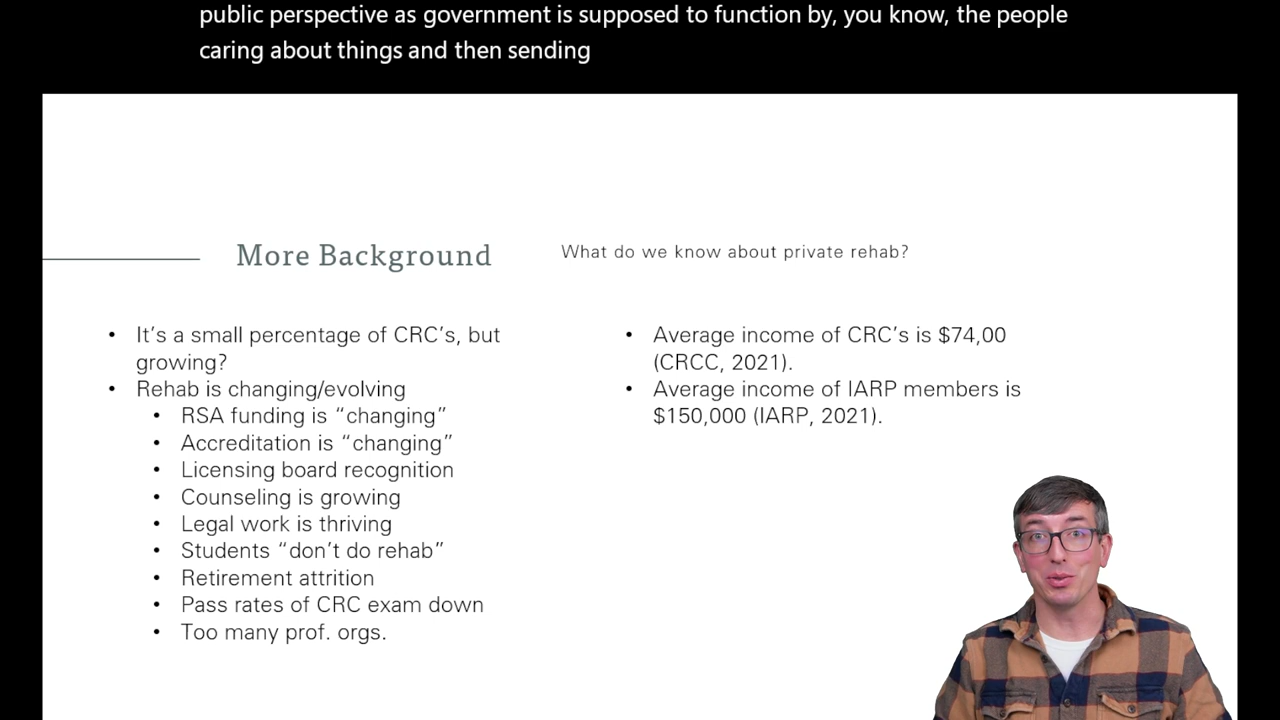 public perspective as government is supposed to function by, you know, the people
caring about things and then sending
More Background
What do we know about private rehab?
• It’s a small percentage of CRC’s, but
growing?
• Rehab is changing/evolving
• RSA funding is “changing”
• Accreditation is “changing”
• Licensing board recognition
• Counseling is growing
• Legal work is thriving
• Students “don’t do rehab”
• Retirement attrition
• Pass rates of CRC exam down
• Too many prof. orgs.
• Average income of CRC’s is $74,00
(CRCC, 2021).
• Average income of IARP members is
$150,000 (IARP, 2021).